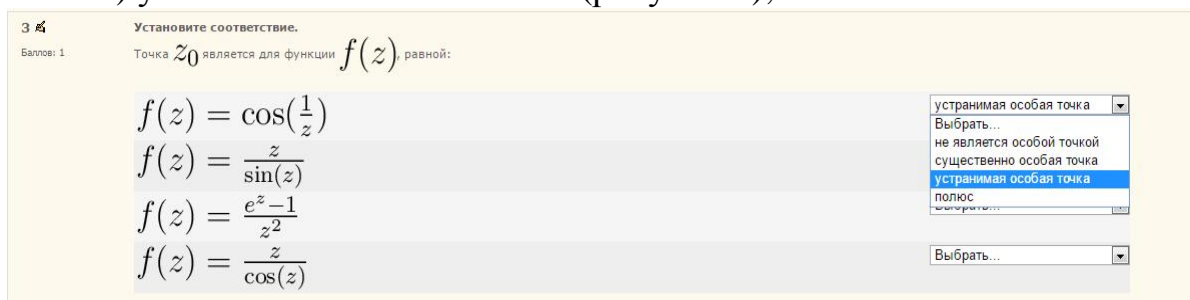 3
Установите соответствие.
Баллов: 1
Точка z_0 является для функции f(z), равной:
f(z) = cos(1/z)
устранимая особая точка
Выбрать...
не является особой точкой
существенно особая точка
устранимая особая точка
полюс
f(z) = z/sin(z)
f(z) = (e^z−1)/z^2
f(z) = z/cos(z)
Выбрать...